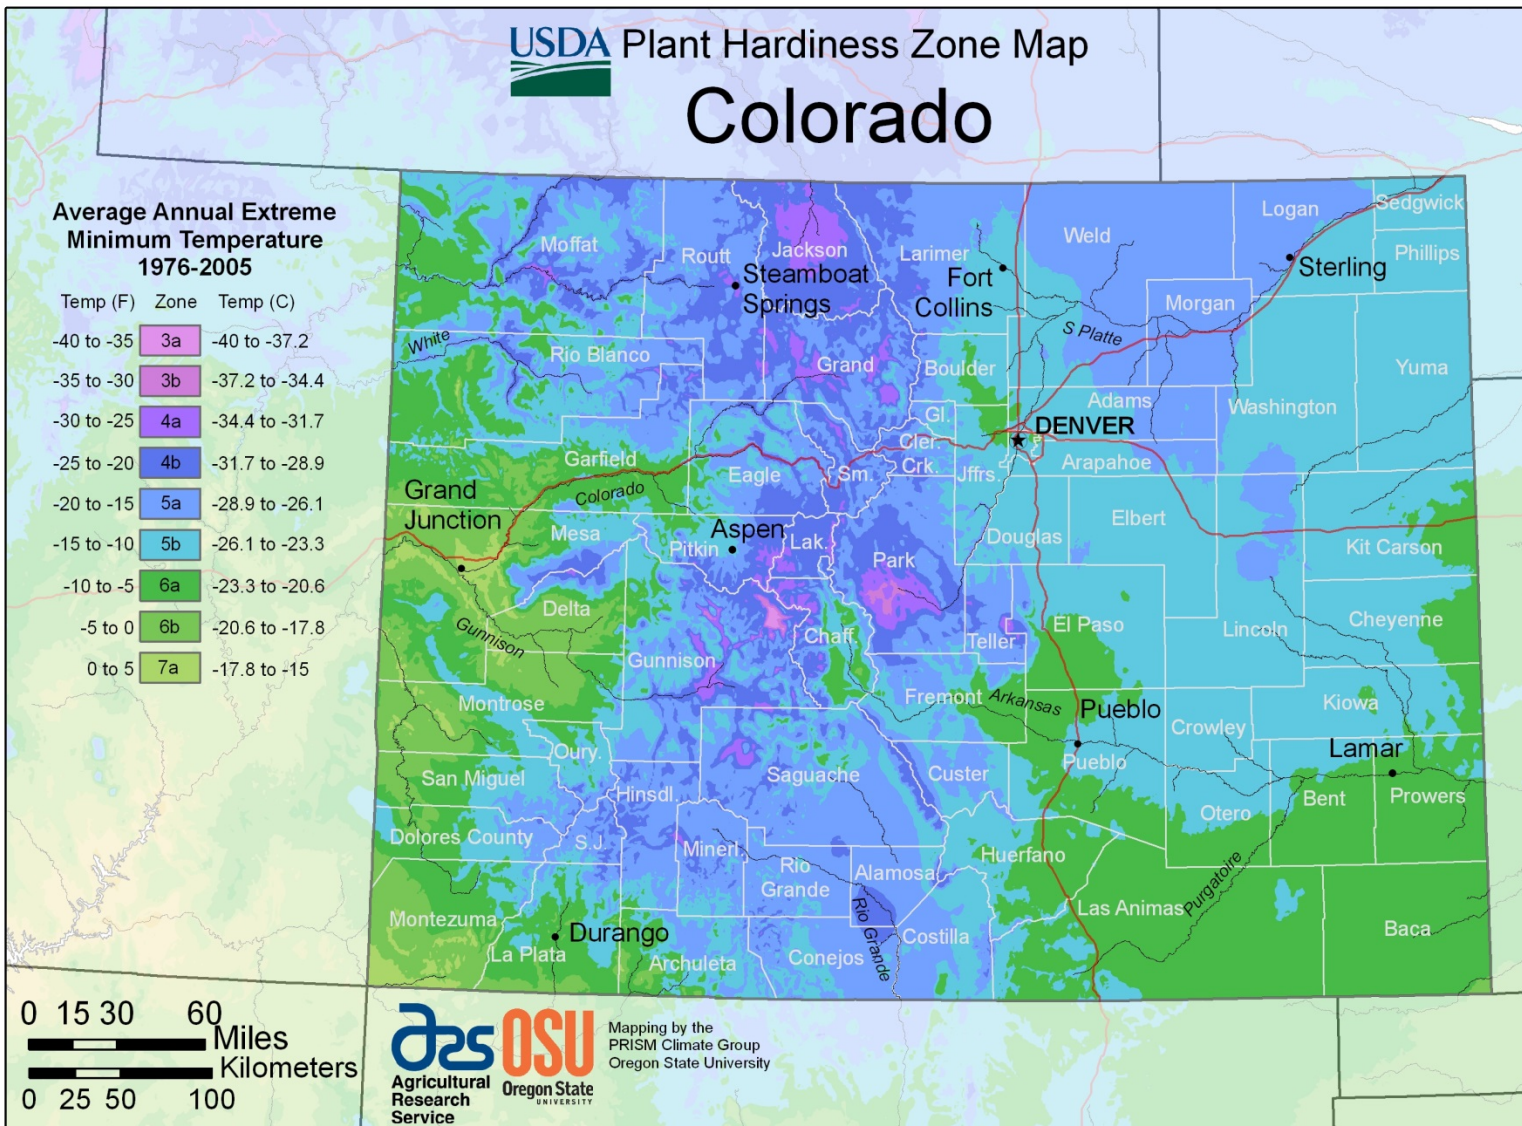 USDA Plant Hardiness Zone Map
Colorado
Average Annual Extreme
Minimum Temperature
1976-2005
Temp (F) Zone Temp (C)
-40 to -35 3a -40 to -37.2
-35 to -30 3b -37.2 to -34.4
-30 to -25 4a -34.4 to -31.7
-25 to -20 4b -31.7 to -28.9
-20 to -15 5a -28.9 to -26.1
-15 to -10 5b -26.1 to -23.3
-10 to -5 6a -23.3 to -20.6
-5 to 0 6b -20.6 to -17.8
0 to 5 7a -17.8 to -15
Moffat
Routt
Jackson
Larimer
Weld
Logan
Sedgwick
Phillips
Steamboat
Springs
Fort
Collins
Sterling
Morgan
White
Rio Blanco
Grand
Boulder
S Platte
Yuma
Adams
Washington
Gl.
DENVER
Cler.
Crk.
Jffrs.
Arapahoe
Garfield
Eagle
Sm.
Colorado
Grand
Junction
Mesa
Aspen
Pitkin
Lak.
Park
Douglas
Elbert
Kit Carson
Delta
Gunnison
Gunnison
Chaff.
Teller
El Paso
Lincoln
Cheyenne
Montrose
Fremont
Arkansas
Pueblo
Pueblo
Crowley
Kiowa
Lamar
Oury.
San Miguel
Hinsdl.
Saguache
Custer
Otero
Bent
Prowers
Dolores County
S.J.
Minerl.
Rio
Grande
Alamosa
Huerfano
Purgatoire
Las Animas
Montezuma
Durango
La Plata
Archuleta
Conejos
Rio Grande
Costilla
Baca
0 15 30 60
Miles
Kilometers
0 25 50 100
ars
Agricultural
Research
Service
OSU
Oregon State
UNIVERSITY
Mapping by the
PRISM Climate Group
Oregon State University